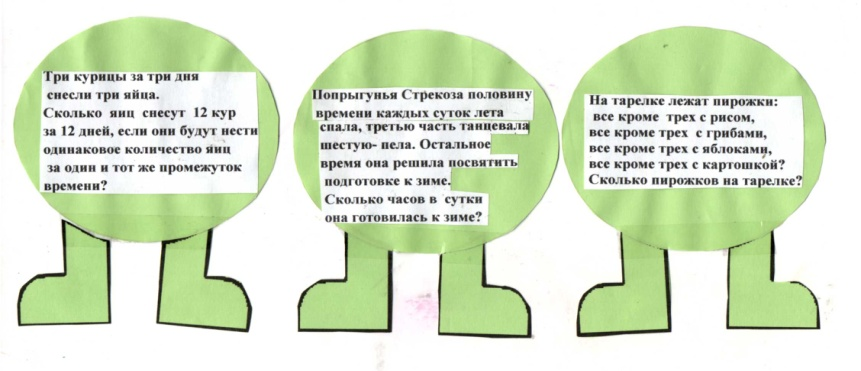 Три курицы за три дня
снесли три яйца.
Сколько яиц снесут 12 кур
за 12 дней, если они будут нести
одинаковое количество яиц
за один и тот же промежуток
времени?
Попрыгунья Стрекоза половину
времени каждых суток лета
спала, третью часть танцевала
шестую- пела. Остальное
время она решила посвятить
подготовке к зиме.
Сколько часов в сутки
она готовилась к зиме?
На тарелке лежат пирожки:
все кроме трех с рисом,
все кроме трех с грибами,
все кроме трех с яблоками,
все кроме трех с картошкой?
Сколько пирожков на тарелке?